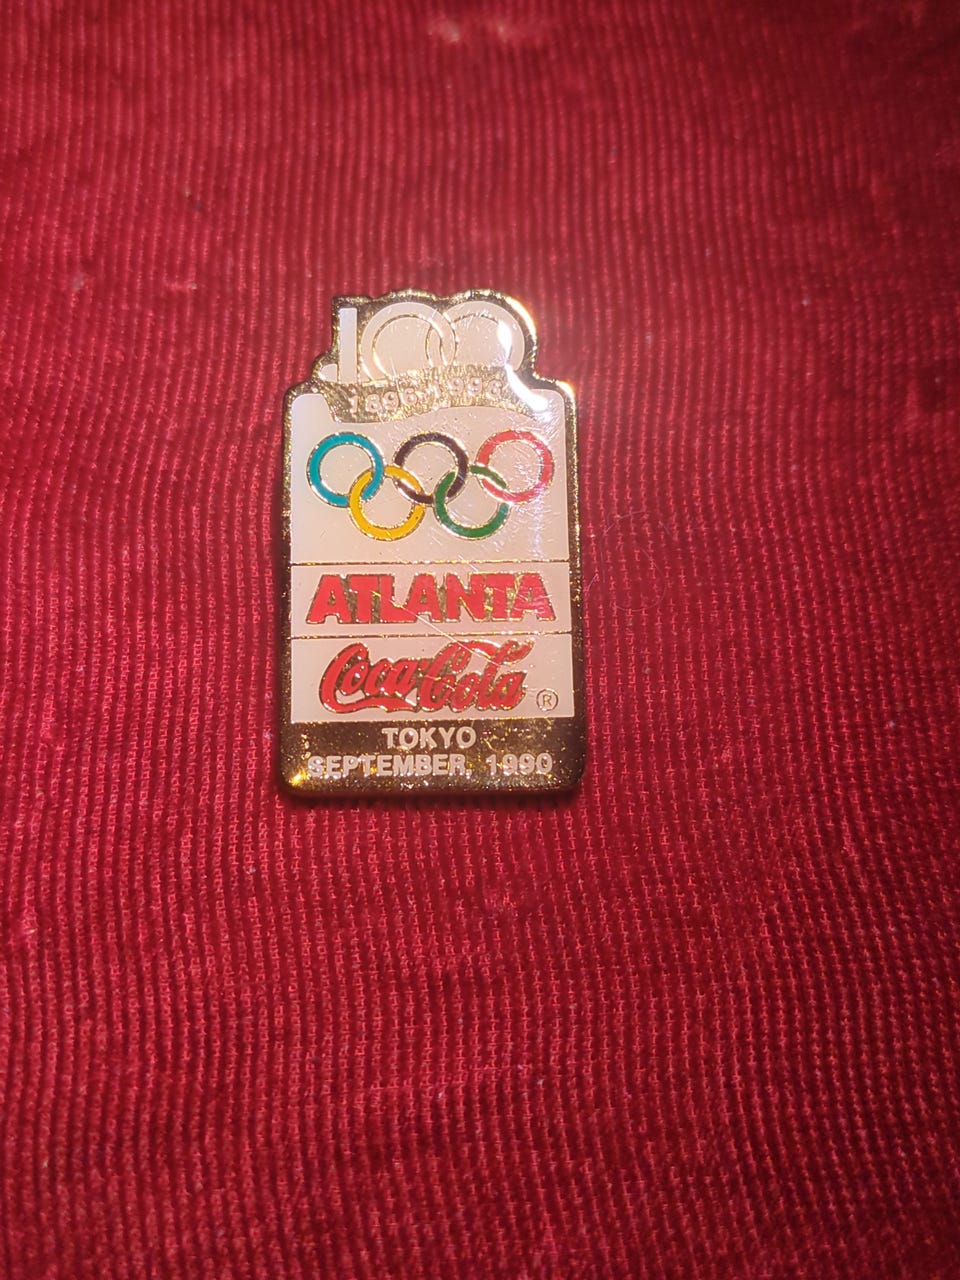 100
1896-1996
ATLANTA
Coca-Cola ®
TOKYO
SEPTEMBER, 1990